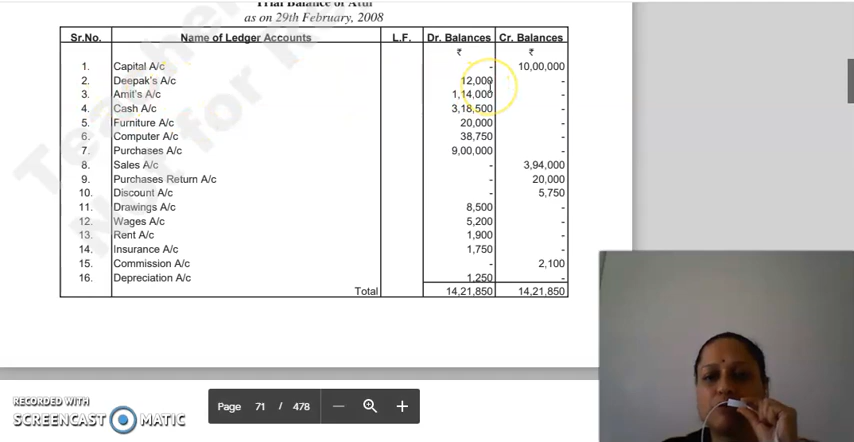 Trial Balance of Atul
as on 29th February, 2008
Sr.No. Name of Ledger Accounts L.F. Dr. Balances Cr. Balances
₹ ₹
1. Capital A/c - 10,00,000
2. Deepak's A/c 12,000 -
3. Amit's A/c 1,14,000 -
4. Cash A/c 3,18,500 -
5. Furniture A/c 20,000 -
6. Computer A/c 38,750 -
7. Purchases A/c 9,00,000 -
8. Sales A/c - 3,94,000
9. Purchases Return A/c - 20,000
10. Discount A/c - 5,750
11. Drawings A/c 8,500 -
12. Wages A/c 5,200 -
13. Rent A/c 1,900 -
14. Insurance A/c 1,750 -
15. Commission A/c - 2,100
16. Depreciation A/c 1,250 -
Total 14,21,850 14,21,850
RECORDED WITH
SCREENCAST MATIC
Page 71 / 478